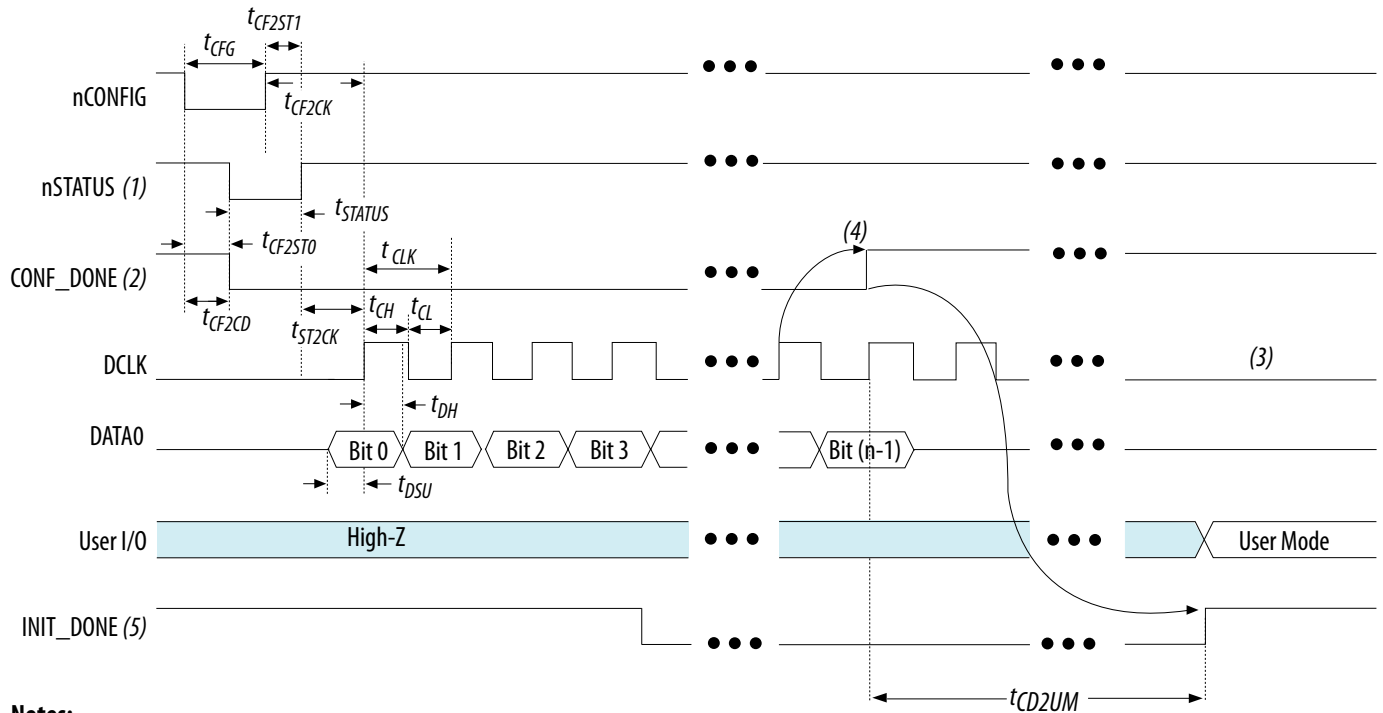 tCF2ST1
tCFG
nCONFIG
tCF2CK
nSTATUS (1)
tSTATUS
tCF2ST0
tCLK
(4)
CONF_DONE (2)
tCF2CD
tST2CK
tCH
tCL
DCLK
(3)
tDH
DATA0
Bit 0
Bit 1
Bit 2
Bit 3
Bit (n-1)
tDSU
User I/O
High-Z
User Mode
INIT_DONE (5)
tCD2UM
Notes: